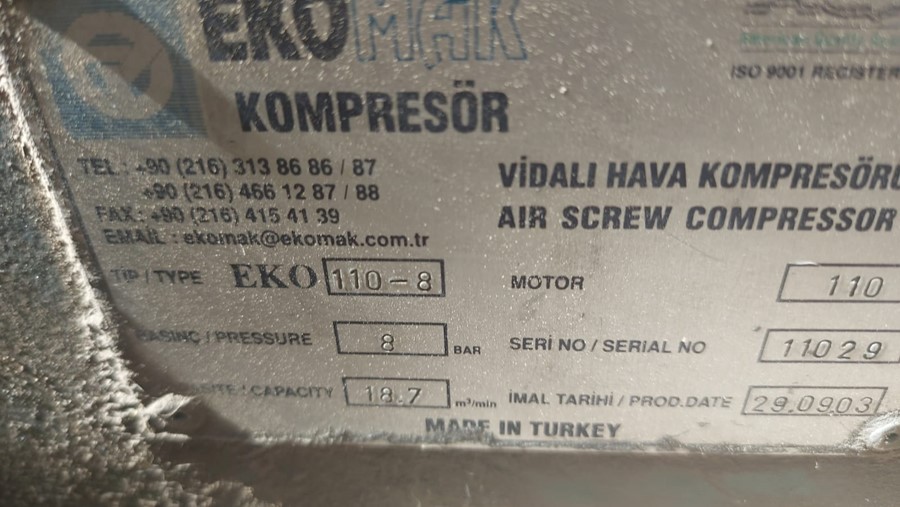 EKOMAK
KOMPRESÖR
ISO 9001 REGISTER
TEL : +90 (216) 313 86 86 / 87
+90 (216) 466 12 87 / 88
FAX : +90 (216) 415 41 39
EMAIL : ekomak@ekomak.com.tr
VİDALI HAVA KOMPRESÖRÜ
AIR SCREW COMPRESSOR
TİP / TYPE EKO 110-8
MOTOR 110
BASINÇ / PRESSURE 8 BAR
SERİ NO / SERIAL NO 11029
/ CAPACITY 18.7 m³/min
İMAL TARİHİ / PROD.DATE 29.0903
MADE IN TURKEY